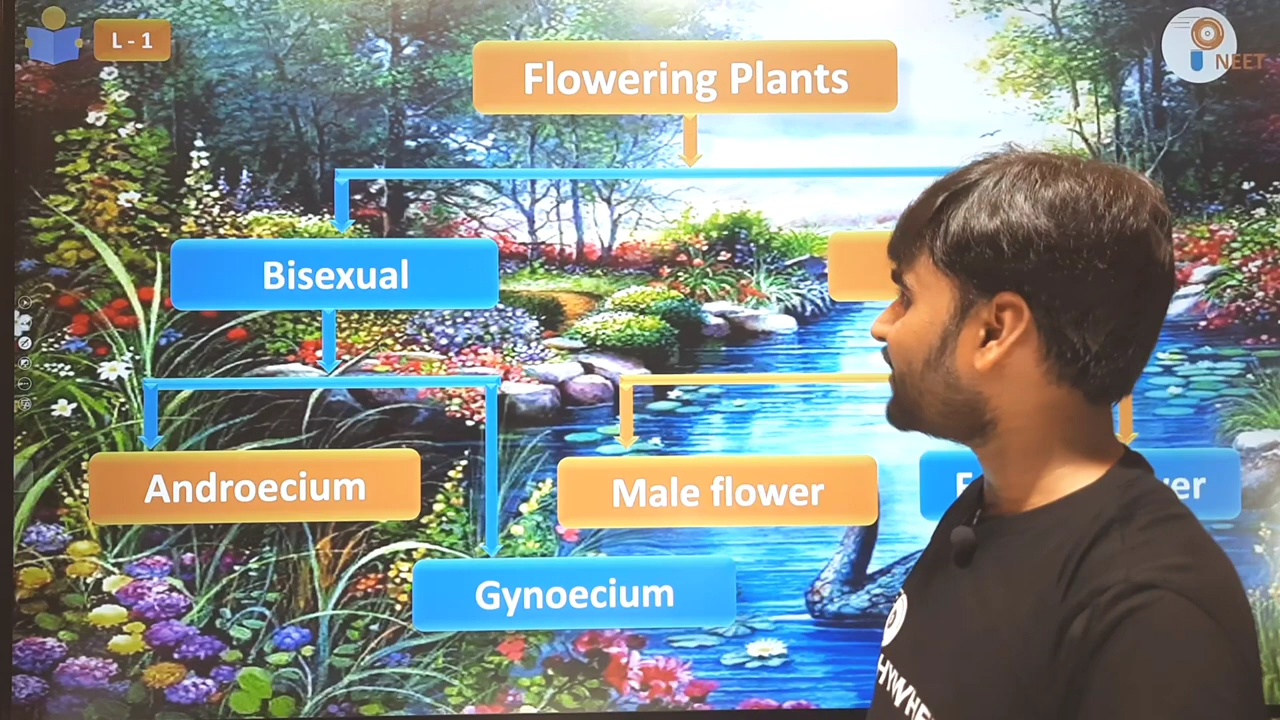 L - 1
NEET
Flowering Plants
Bisexual
Androecium
Male flower
Gynoecium